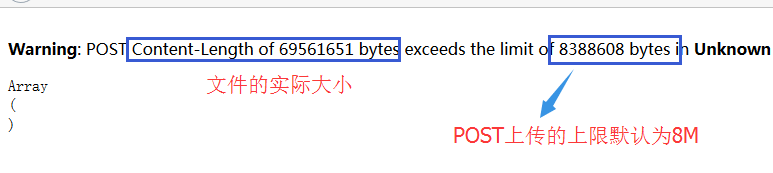 Warning: POST Content-Length of 69561651 bytes exceeds the limit of 8388608 bytes in Unknown
Array
(
)
文件的实际大小
POST上传的上限默认为8M